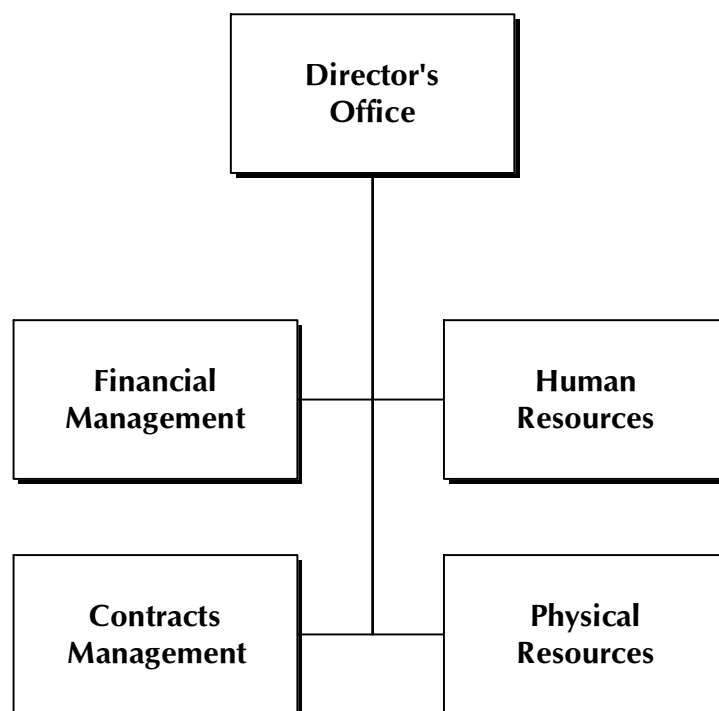 Director's
Office
Financial
Management
Human
Resources
Contracts
Management
Physical
Resources